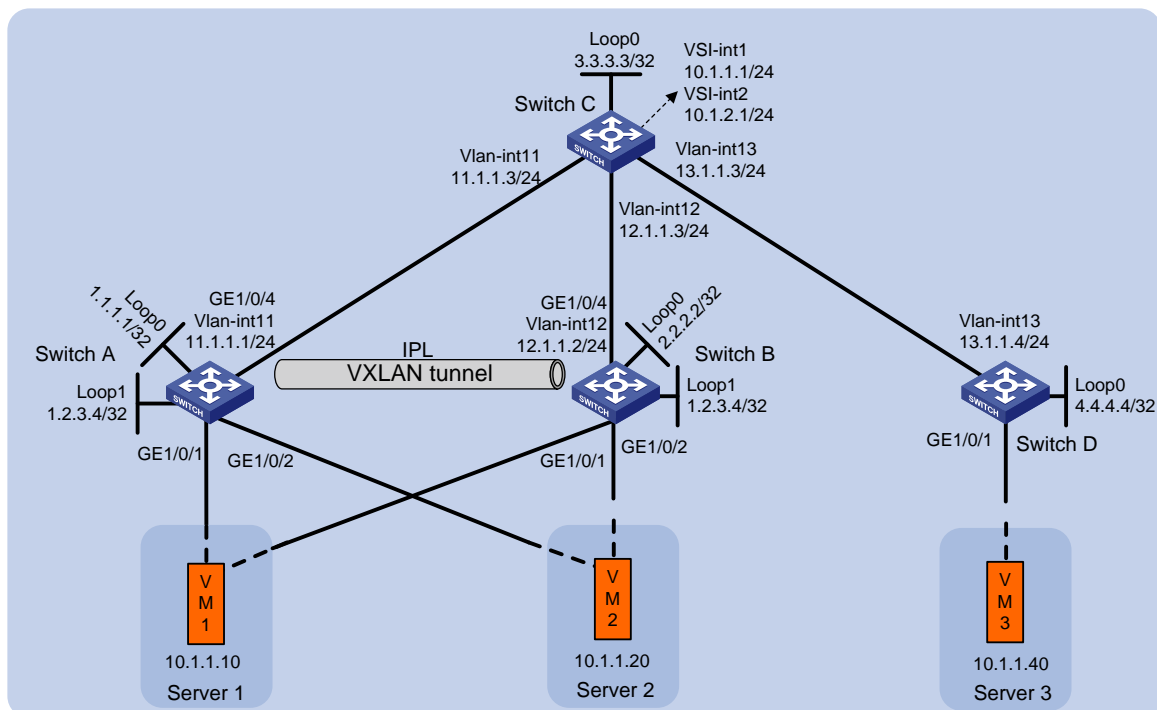 Loop0
3.3.3.3/32
VSI-int1
10.1.1.1/24
VSI-int2
10.1.2.1/24
Switch C
SWITCH
Vlan-int11
11.1.1.3/24
Vlan-int13
13.1.1.3/24
Vlan-int12
12.1.1.3/24
Loop0
1.1.1.1/32
GE1/0/4
Vlan-int11
11.1.1.1/24
Switch A
Loop1
1.2.3.4/32
SWITCH
IPL
VXLAN tunnel
GE1/0/4
Vlan-int12
12.1.1.2/24
Loop0
2.2.2.2/32
Switch B
Loop1
1.2.3.4/32
SWITCH
Vlan-int13
13.1.1.4/24
Loop0
4.4.4.4/32
SWITCH
Switch D
GE1/0/1
GE1/0/2
GE1/0/1
GE1/0/2
GE1/0/1
V
M
1
10.1.1.10
Server 1
V
M
2
10.1.1.20
Server 2
V
M
3
10.1.1.40
Server 3